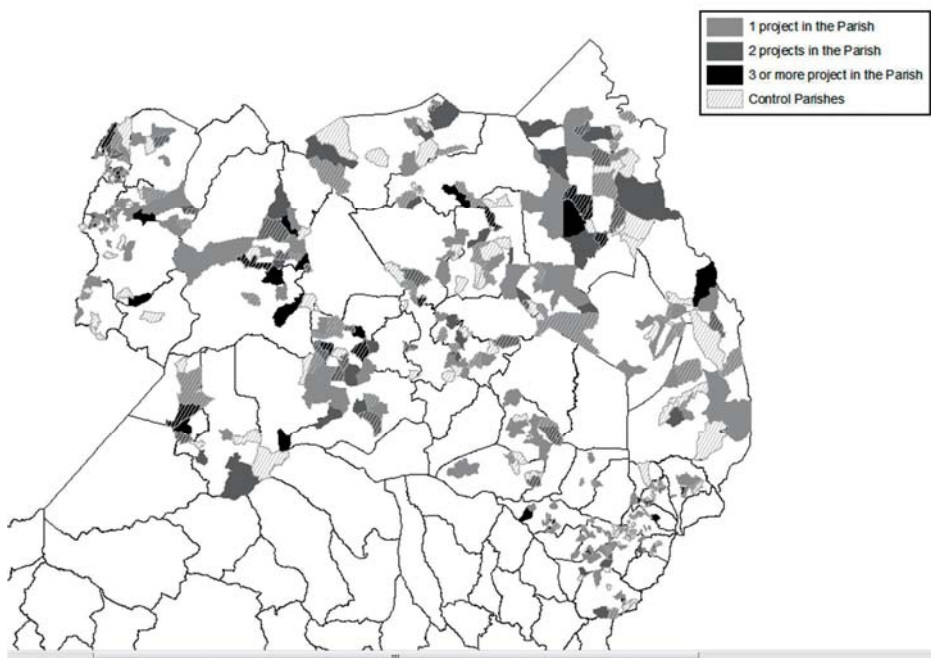 1 project in the Parish
2 projects in the Parish
3 or more project in the Parish
Control Parishes